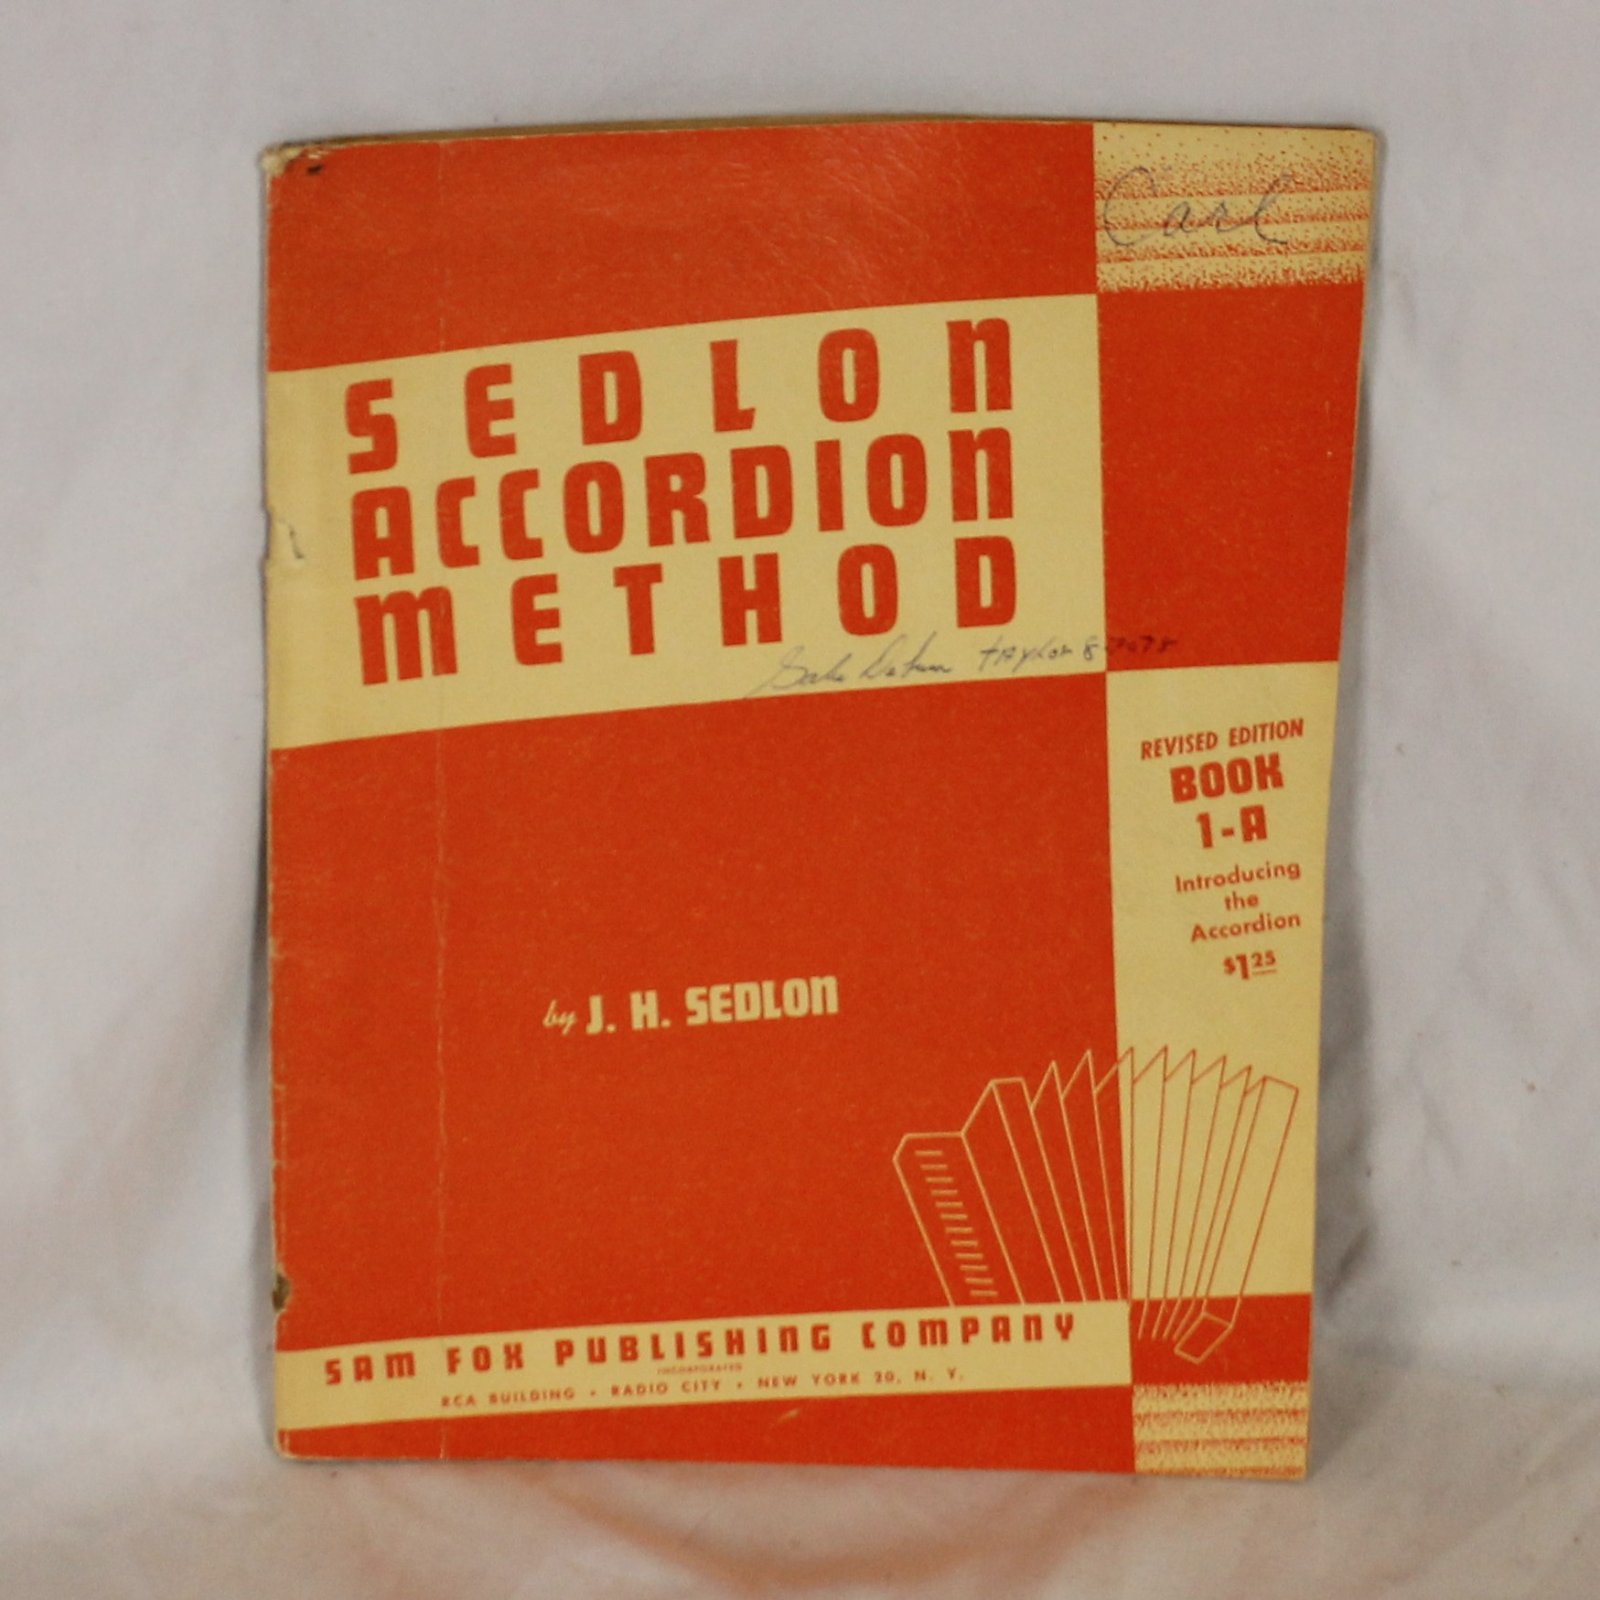 Carl
SEDLON
ACCORDION
METHOD
Taylor
REVISED EDITION
BOOK
1-A
Introducing
the
Accordion
$1.25
by J. H. SEDLON
SAM FOX PUBLISHING COMPANY
INCORPORATED
RCA BUILDING • RADIO CITY • NEW YORK 20, N. Y.